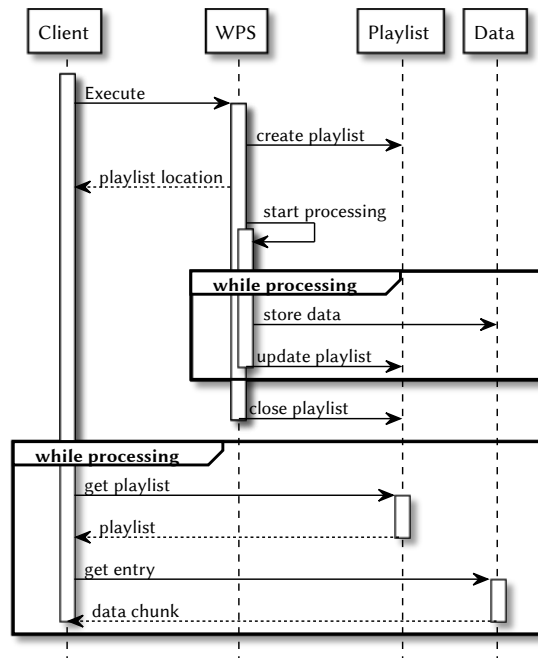 Client WPS Playlist Data
Execute
create playlist
playlist location
start processing
while processing
store data
update playlist
close playlist
while processing
get playlist
playlist
get entry
data chunk